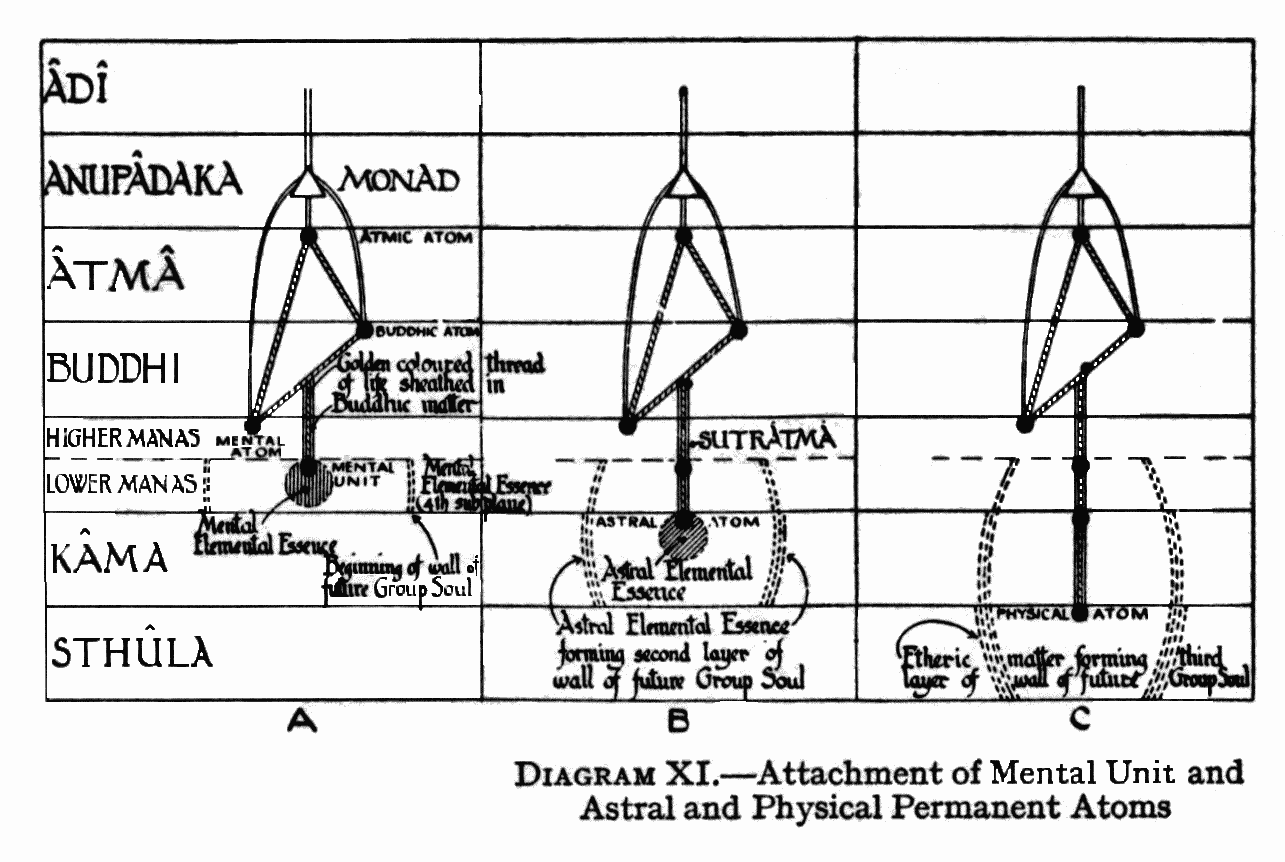 ÂDÎ
ANUPÂDAKA
ÂTMÂ
BUDDHI
HIGHER MANAS
LOWER MANAS
KÂMA
STHÛLA
MONAD
ATMIC ATOM
BUDDHIC ATOM
Golden coloured thread
of life sheathed in
Buddhic matter
MENTAL
ATOM
MENTAL
UNIT
Mental
Elemental Essence
(4th subplane)
Mental
Elemental Essence
Beginning of wall of
future Group Soul
A
SUTRÂTMÂ
ASTRAL ATOM
Astral Elemental
Essence
Astral Elemental Essence
forming second layer of
wall of future Group Soul
B
PHYSICAL ATOM
Etheric matter forming third
layer of wall of future Group Soul
C
DIAGRAM XI.—Attachment of Mental Unit and
Astral and Physical Permanent Atoms